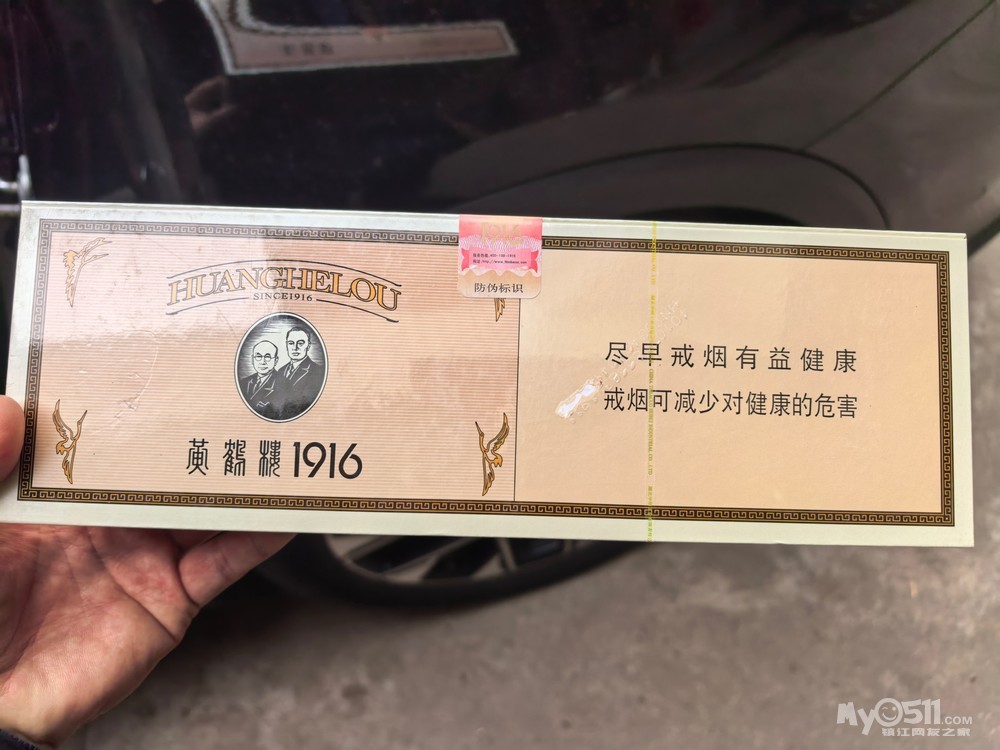 HUANGHELOU
SINCE1916
黄鹤楼1916
防伪标识
尽早戒烟有益健康
戒烟可减少对健康的危害
My0511.COM
镇江网友之家